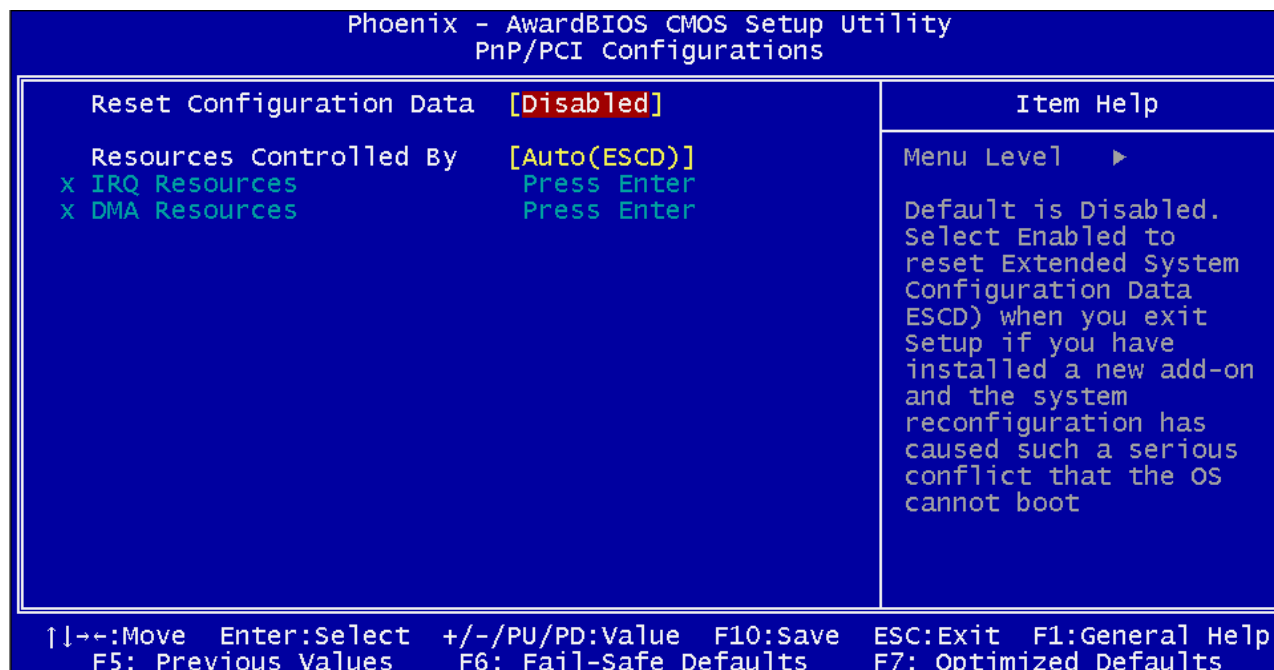 Phoenix - AwardBIOS CMOS Setup Utility
PnP/PCI Configurations
Reset Configuration Data [Disabled]
Resources Controlled By [Auto(ESCD)]
x IRQ Resources Press Enter
x DMA Resources Press Enter
Item Help
Menu Level ►
Default is Disabled.
Select Enabled to
reset Extended System
Configuration Data
ESCD) when you exit
Setup if you have
installed a new add-on
and the system
reconfiguration has
caused such a serious
conflict that the OS
cannot boot
↑↓→←:Move Enter:Select +/-/PU/PD:Value F10:Save ESC:Exit F1:General Help
F5: Previous Values F6: Fail-Safe Defaults F7: Optimized Defaults